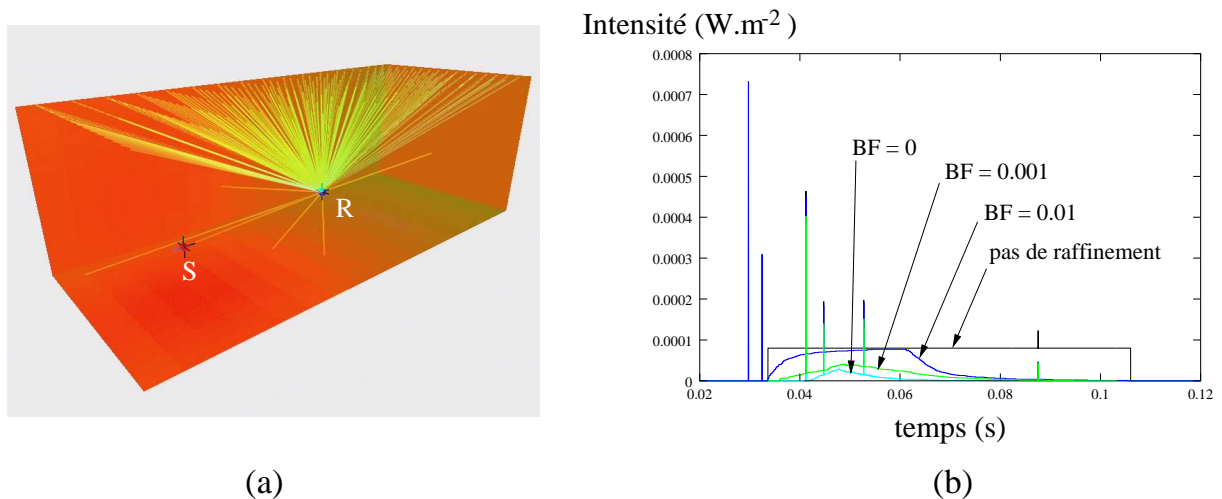 Intensité (W.m-2 )
0.0008
0.0007
0.0006
0.0005
0.0004
0.0003
0.0002
0.0001
0
0.02
0.04
0.06
0.08
0.1
0.12
BF = 0
BF = 0.001
BF = 0.01
pas de raffinement
temps (s)
R
S
(a)
(b)